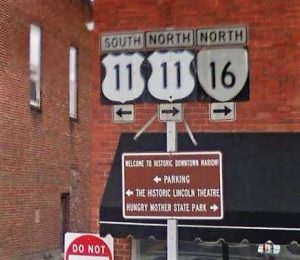 SOUTH NORTH NORTH
11 11 16
WELCOME TO HISTORIC DOWNTOWN MARION!
PARKING
THE HISTORIC LINCOLN THEATRE
HUNGRY MOTHER STATE PARK
DO NOT